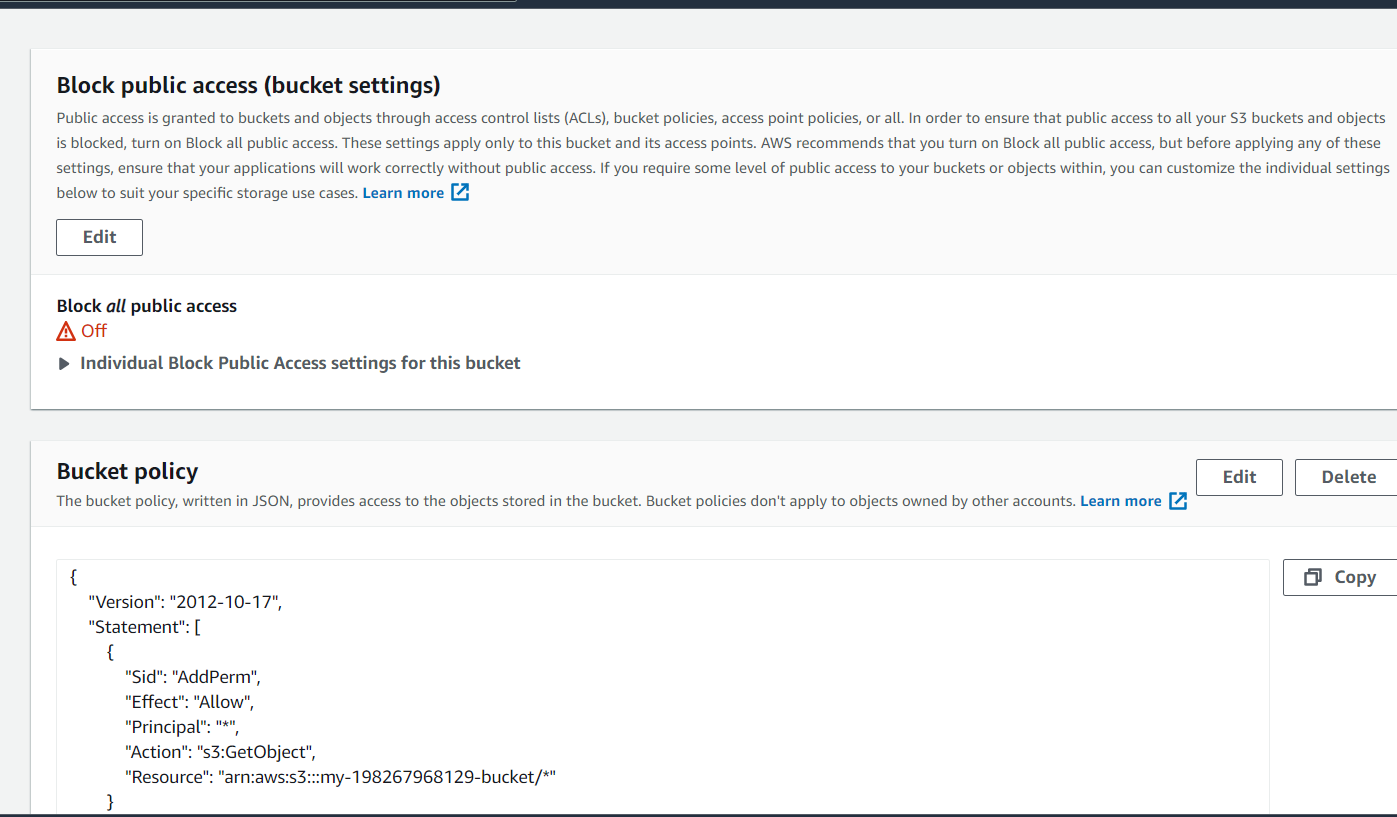 Block public access (bucket settings)
Public access is granted to buckets and objects through access control lists (ACLs), bucket policies, access point policies, or all. In order to ensure that public access to all your S3 buckets and objects
is blocked, turn on Block all public access. These settings apply only to this bucket and its access points. AWS recommends that you turn on Block all public access, but before applying any of these
settings, ensure that your applications will work correctly without public access. If you require some level of public access to your buckets or objects within, you can customize the individual settings
below to suit your specific storage use cases. Learn more
Edit
Block all public access
Off
Individual Block Public Access settings for this bucket
Bucket policy
Edit
Delete
The bucket policy, written in JSON, provides access to the objects stored in the bucket. Bucket policies don't apply to objects owned by other accounts. Learn more
Copy
{
"Version": "2012-10-17",
"Statement": [
{
"Sid": "AddPerm",
"Effect": "Allow",
"Principal": "*",
"Action": "s3:GetObject",
"Resource": "arn:aws:s3:::my-198267968129-bucket/*"
}